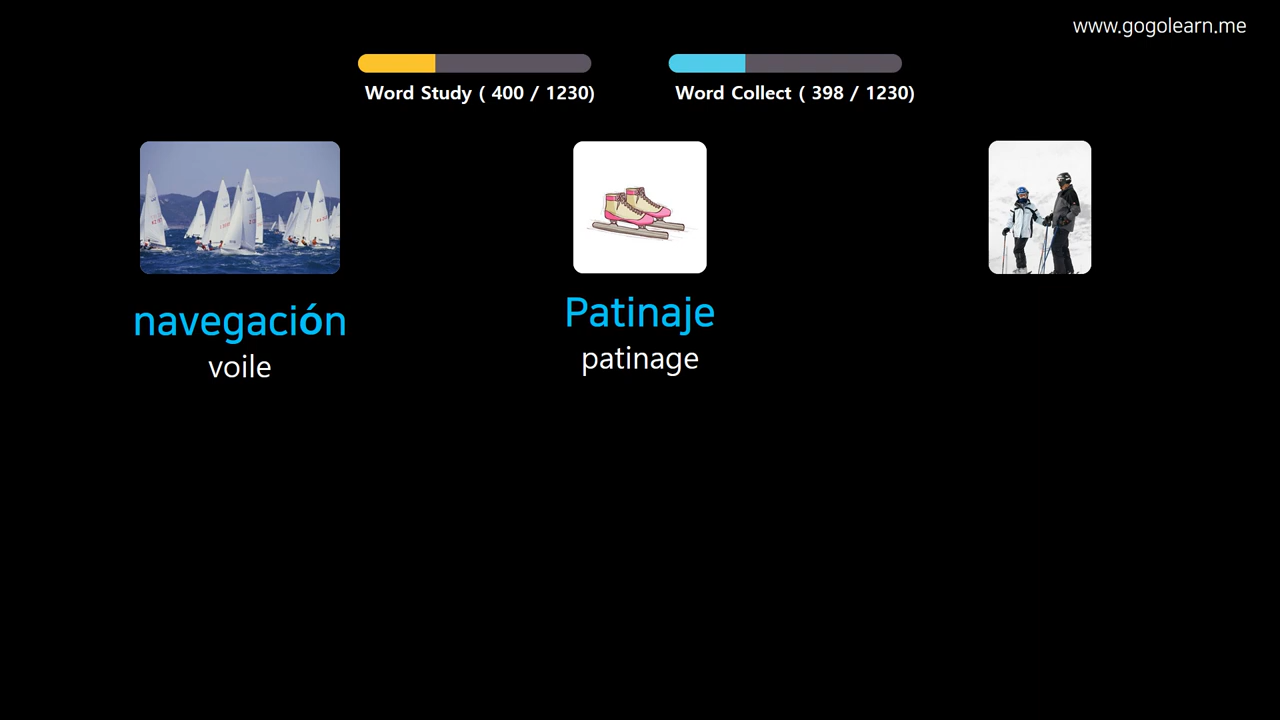 www.gogolearn.me
Word Study ( 400 / 1230)
Word Collect ( 398 / 1230)
navegación
voile
Patinaje
patinage